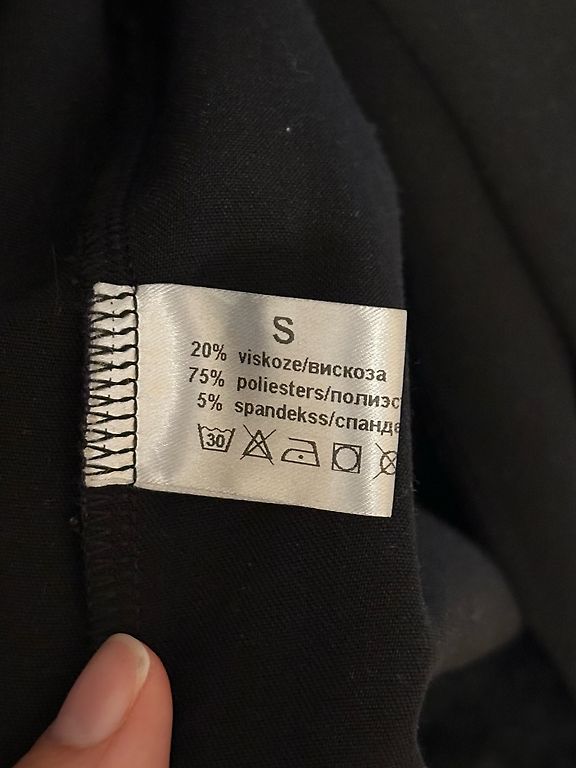 S
20% viskoze/вискоза
75% poliesters/полиэс
5% spandekss/спанде
30